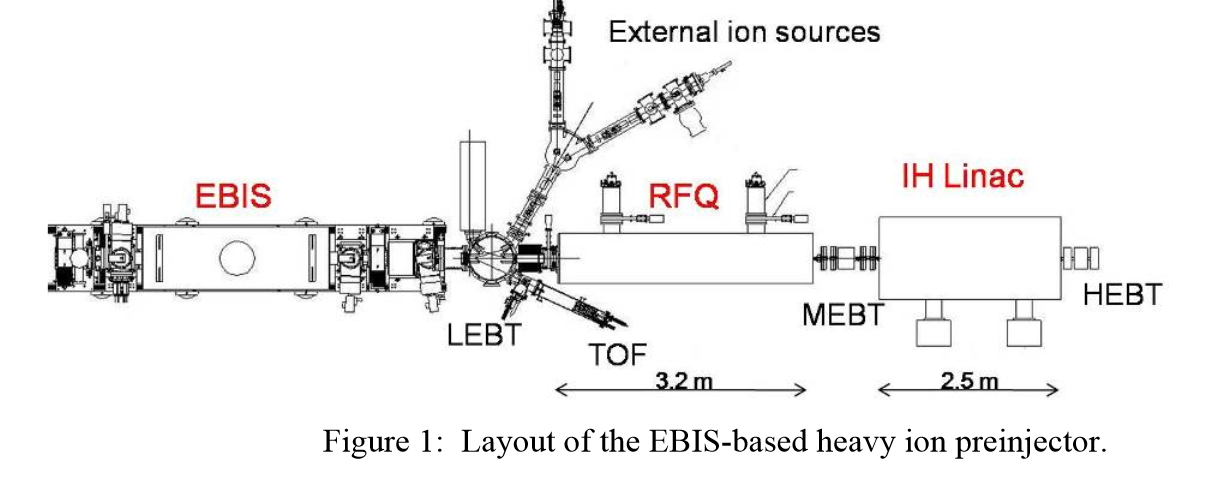 External ion sources
EBIS
RFQ
IH Linac
LEBT
TOF
MEBT
HEBT
3.2 m
2.5 m
Figure 1: Layout of the EBIS-based heavy ion preinjector.